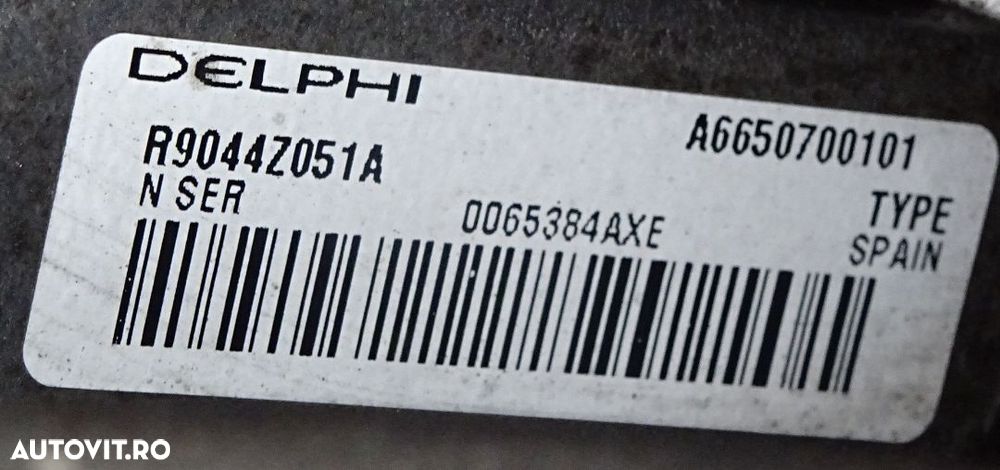 DELPHI
A6650700101
R9044Z051A
N SER
0065384AXE
TYPE
SPAIN
AUTOVIT.RO